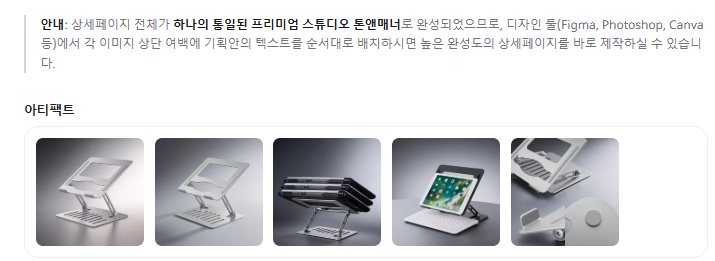 안내: 상세페이지 전체가 하나의 통일된 프리미엄 스튜디오 톤앤매너로 완성되었으므로, 디자인 툴(Figma, Photoshop, Canva
등)에서 각 이미지 상단 여백에 기획안의 텍스트를 순서대로 배치하시면 높은 완성도의 상세페이지를 바로 제작하실 수 있습니
다.
아티팩트